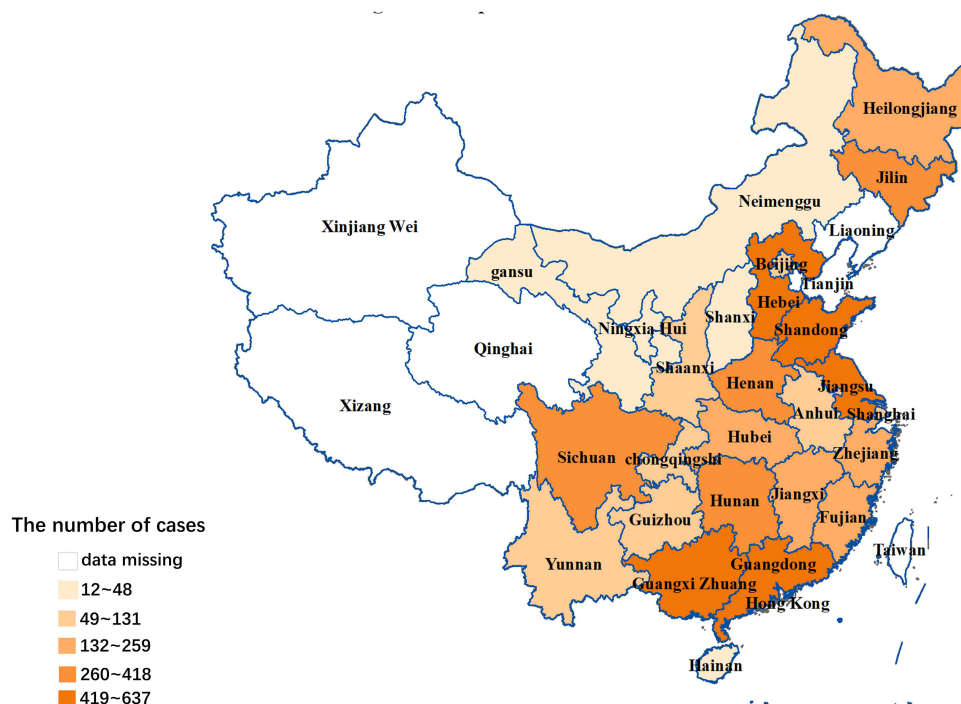 Heilongjiang
Jilin
Neimenggu
Liaoning
Xinjiang Wei
Beijing
gansu
Tianjin
Hebei
Shanxi
Ningxia Hui
Shandong
Qinghai
Shaanxi
Henan
Jiangsu
Xizang
Anhui
Shanghai
Hubei
Zhejiang
Sichuan
chongqingshi
Hunan
Jiangxi
Guizhou
Fujian
Taiwan
Yunnan
Guangdong
Guangxi Zhuang
Hong Kong
Hainan
The number of cases
data missing
12~48
49~131
132~259
260~418
419~637